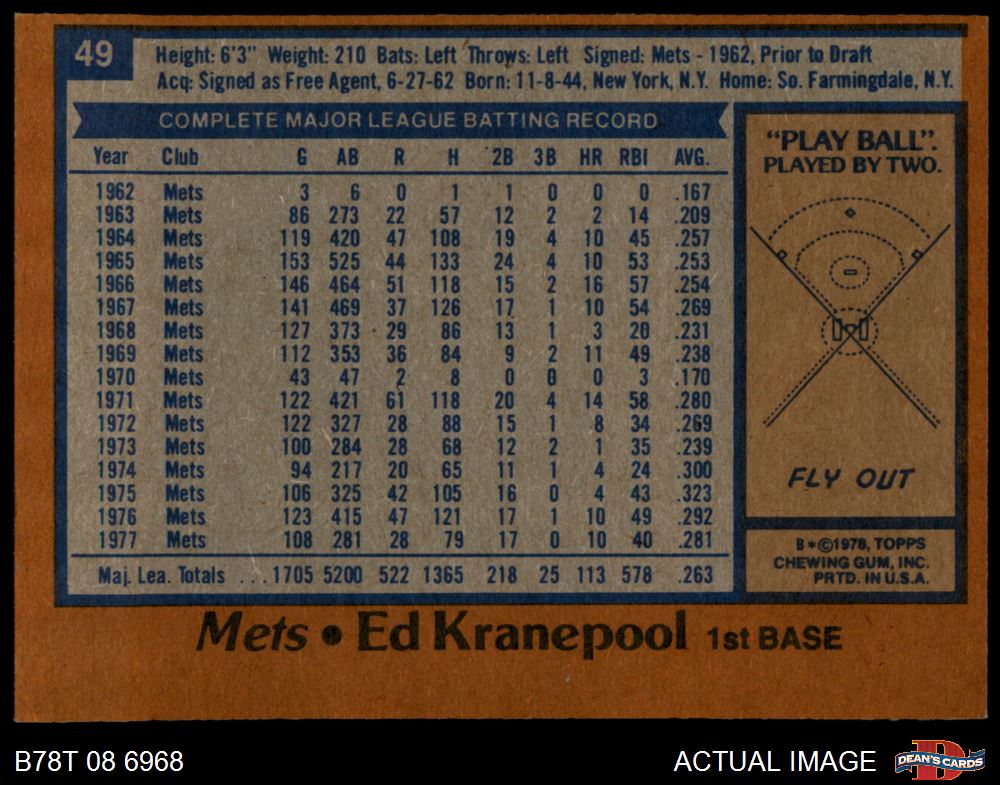 49
Height: 6'3" Weight: 210 Bats: Left Throws: Left Signed: Mets - 1962, Prior to Draft
Acq: Signed as Free Agent, 6-27-62 Born: 11-8-44, New York, N.Y. Home: So. Farmingdale, N.Y.
COMPLETE MAJOR LEAGUE BATTING RECORD
Year Club G AB R H 2B 3B HR RBI AVG.
1962 Mets 3 6 0 1 1 0 0 0 .167
1963 Mets 86 273 22 57 12 2 2 14 .209
1964 Mets 119 420 47 108 19 4 10 45 .257
1965 Mets 153 525 44 133 24 4 10 53 .253
1966 Mets 146 464 51 118 15 2 16 57 .254
1967 Mets 141 469 37 126 17 1 10 54 .269
1968 Mets 127 373 29 86 13 1 3 20 .231
1969 Mets 112 353 36 84 9 2 11 49 .238
1970 Mets 43 47 2 8 0 0 0 3 .170
1971 Mets 122 421 61 118 20 4 14 58 .280
1972 Mets 122 327 28 88 15 1 8 34 .269
1973 Mets 100 284 28 68 12 2 1 35 .239
1974 Mets 94 217 20 65 11 1 4 24 .300
1975 Mets 106 325 42 105 16 0 4 43 .323
1976 Mets 123 415 47 121 17 1 10 49 .292
1977 Mets 108 281 28 79 17 0 10 40 .281
Maj. Lea. Totals ... 1705 5200 522 1365 218 25 113 578 .263
"PLAY BALL".
PLAYED BY TWO.
FLY OUT
B*©1978, TOPPS
CHEWING GUM, INC.
PRTD. IN U.S.A.
Mets • Ed Kranepool 1st BASE
B78T 08 6968
ACTUAL IMAGE
D
DEAN'S CARDS